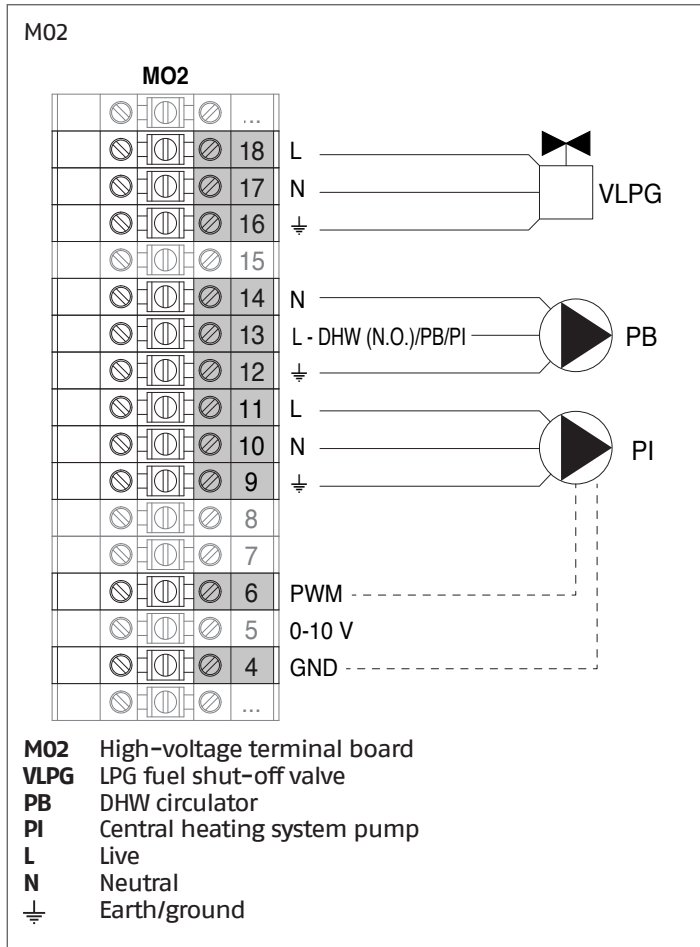 M02
MO2
...
18 L
17 N VLPG
16 ⏚
15
14 N
13 L - DHW (N.O.)/PB/PI PB
12 ⏚
11 L
10 N PI
9 ⏚
8
7
6 PWM
5 0-10 V
4 GND
...
M02 High-voltage terminal board
VLPG LPG fuel shut-off valve
PB DHW circulator
PI Central heating system pump
L Live
N Neutral
⏚ Earth/ground